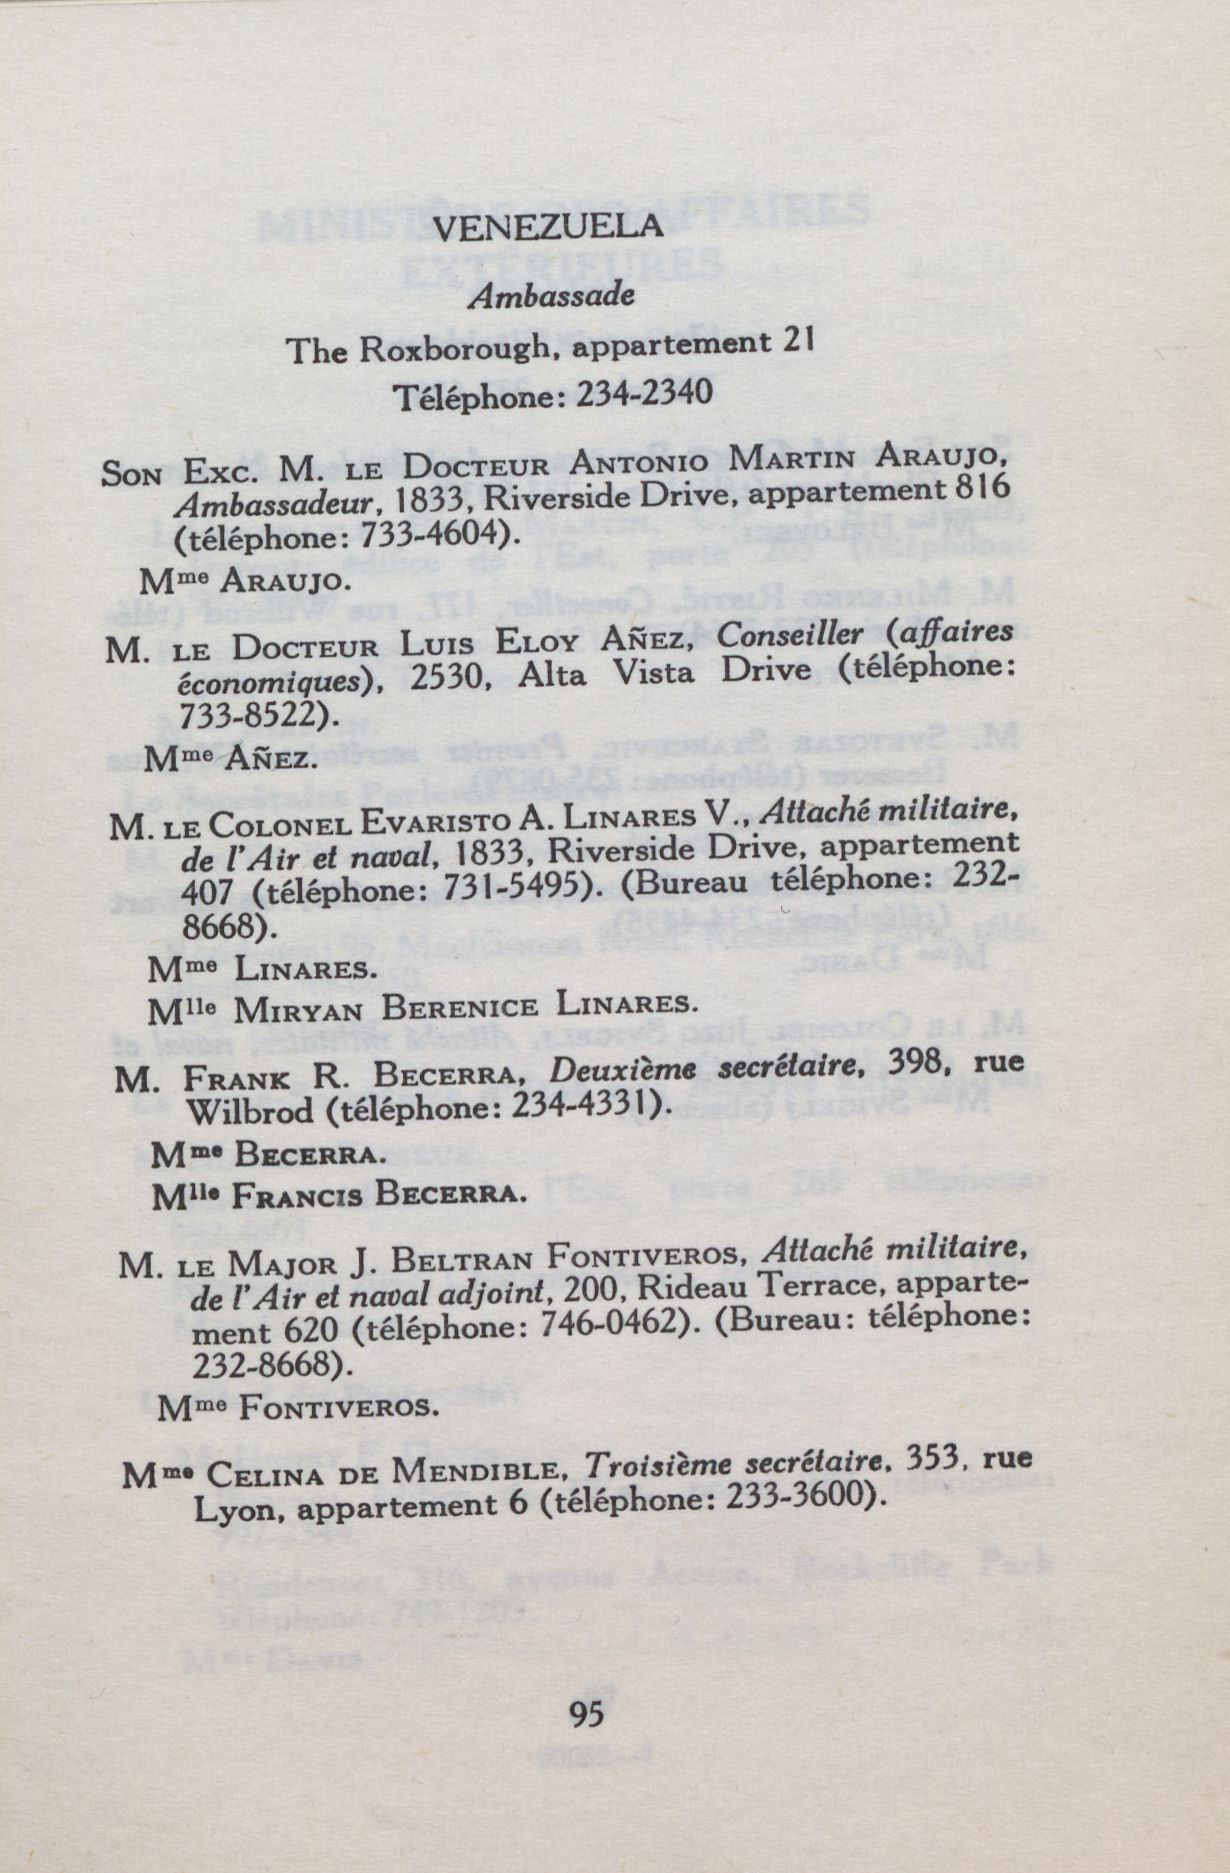 VENEZUELA
Ambassade
The Roxborough, appartement 21
Téléphone: 234-2340
SON EXC. M. LE DOCTEUR ANTONIO MARTIN ARAUJO,
Ambassadeur, 1833, Riverside Drive, appartement 816
(téléphone: 733-4604).
Mme ARAUJO.
M. LE DOCTEUR LUIS ELOY AÑEZ, Conseiller (affaires
économiques), 2530, Alta Vista Drive (téléphone:
733-8522).
Mme AÑEZ.
M. LE COLONEL EVARISTO A. LINARES V., Attaché militaire,
de l'Air et naval, 1833, Riverside Drive, appartement
407 (téléphone: 731-5495). (Bureau téléphone: 232-
8668).
Mme LINARES.
Mlle MIRYAN BERENICE LINARES.
M. FRANK R. BECERRA, Deuxième secrétaire, 398, rue
Wilbrod (téléphone: 234-4331).
Mme BECERRA.
Mlle FRANCIS BECERRA.
M. LE MAJOR J. BELTRAN FONTIVEROS, Attaché militaire,
de l'Air et naval adjoint, 200, Rideau Terrace, apparte-
ment 620 (téléphone: 746-0462). (Bureau: téléphone:
232-8668).
Mme FONTIVEROS.
Mme CELINA DE MENDIBLE, Troisième secrétaire, 353, rue
Lyon, appartement 6 (téléphone: 233-3600).
95